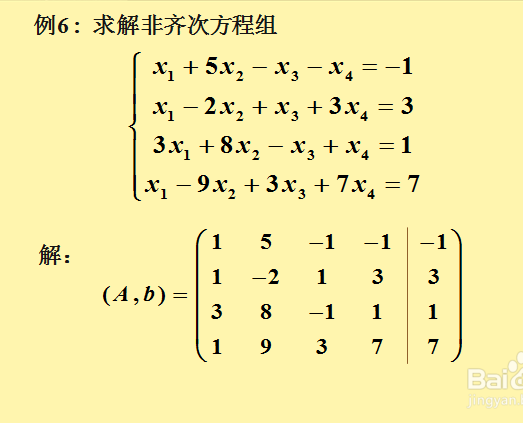 例6：求解非齐次方程组
x₁ + 5x₂ − x₃ − x₄ = −1
x₁ − 2x₂ + x₃ + 3x₄ = 3
3x₁ + 8x₂ − x₃ + x₄ = 1
x₁ − 9x₂ + 3x₃ + 7x₄ = 7
解：
(A, b) =
1 5 −1 −1 −1
1 −2 1 3 3
3 8 −1 1 1
1 9 3 7 7
Bai
jingyan.b